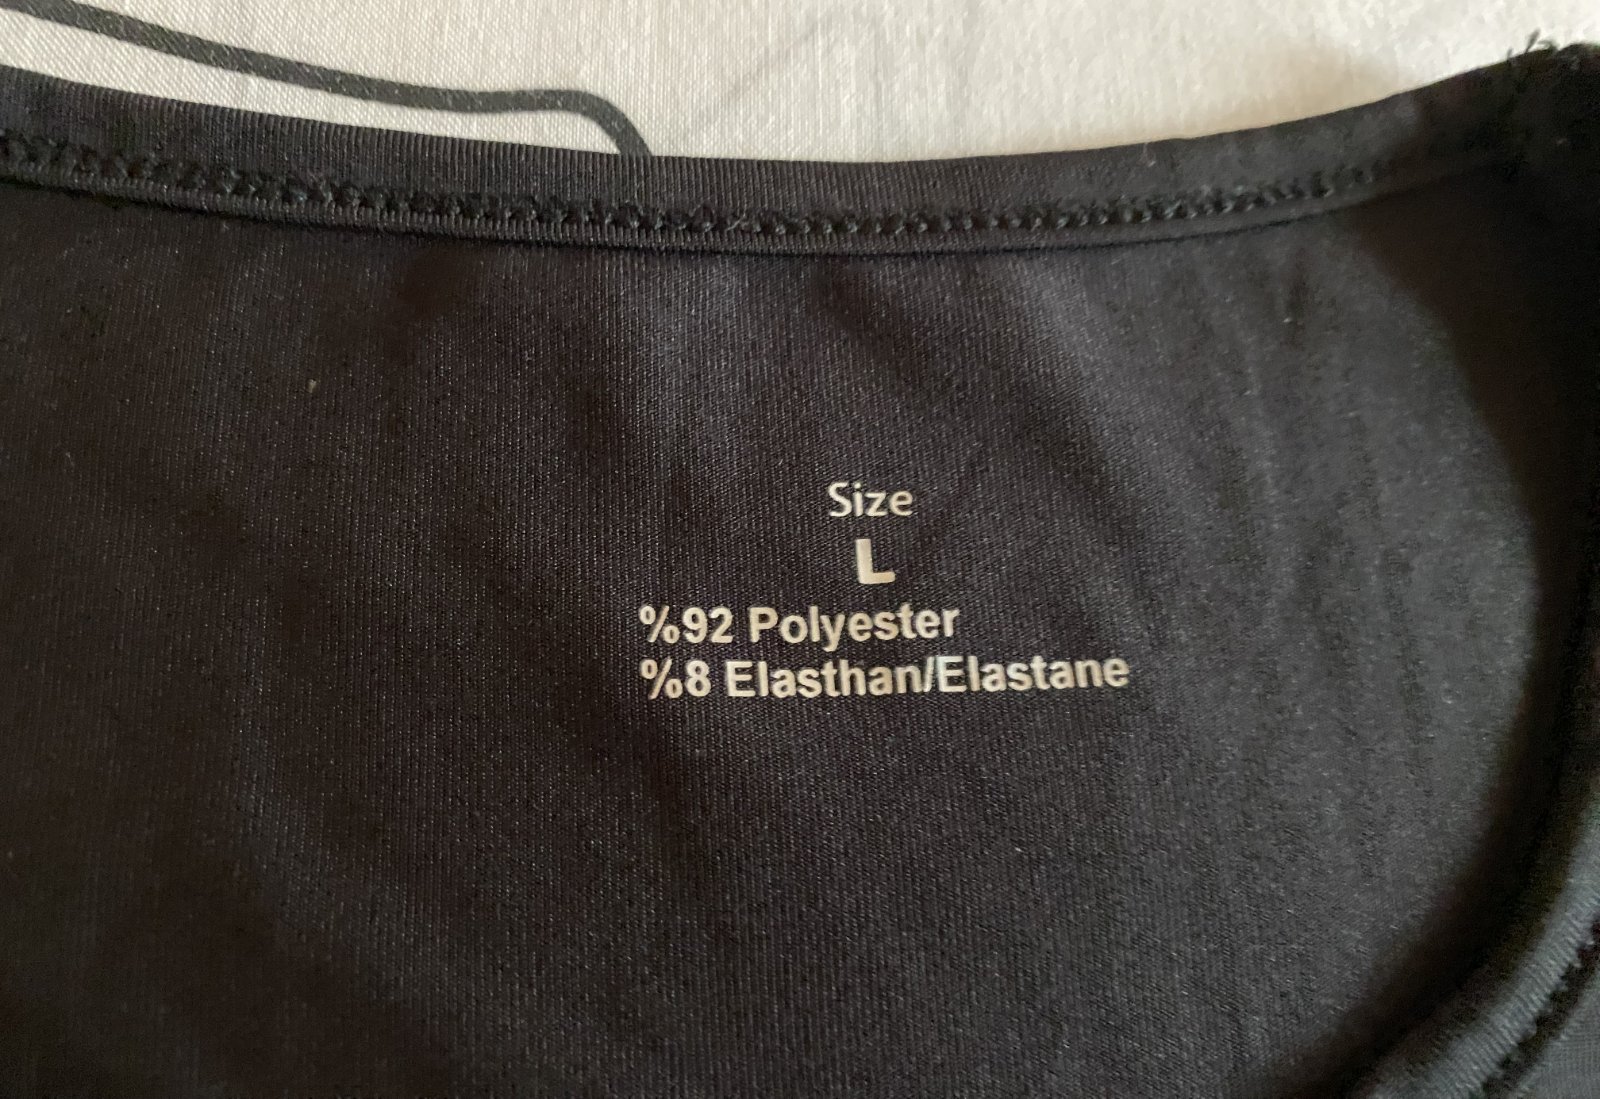 Size
L
%92 Polyester
%8 Elasthan/Elastane